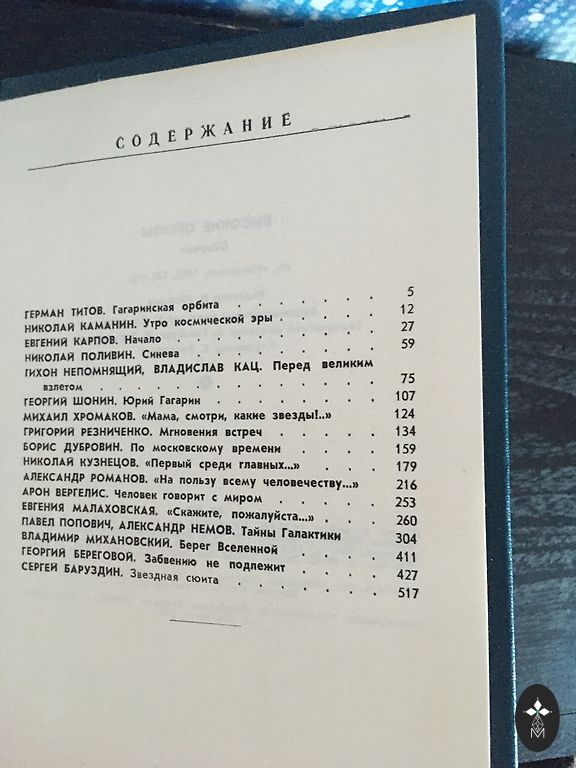 СОДЕРЖАНИЕ
ГЕРМАН ТИТОВ. Гагаринская орбита . . . . . . . 5
НИКОЛАЙ КАМАНИН. Утро космической эры . . . . . 12
ЕВГЕНИЙ КАРПОВ. Начало . . . . . . . . . 27
НИКОЛАЙ ПОЛИВИН. Синева . . . . . . . . 59
ТИХОН НЕПОМНЯЩИЙ, ВЛАДИСЛАВ КАЦ. Перед великим
взлетом . . . . . . . . . . . . . 75
ГЕОРГИЙ ШОНИН. Юрий Гагарин . . . . . . . 107
МИХАИЛ ХРОМАКОВ. «Мама, смотри, какие звезды!..» 124
ГРИГОРИЙ РЕЗНИЧЕНКО. Мгновения встреч . . . . . 134
БОРИС ДУБРОВИН. По московскому времени . . . . 159
НИКОЛАЙ КУЗНЕЦОВ. «Первый среди главных...» . . . 179
АЛЕКСАНДР РОМАНОВ. «На пользу всему человечеству...» 216
АРОН ВЕРГЕЛИС. Человек говорит с миром . . . . . 253
ЕВГЕНИЯ МАЛАХОВСКАЯ. «Скажите, пожалуйста...» . . . 260
ПАВЕЛ ПОПОВИЧ, АЛЕКСАНДР НЕМОВ. Тайны Галактики 304
ВЛАДИМИР МИХАНОВСКИЙ. Берег Вселенной . . . . 411
ГЕОРГИЙ БЕРЕГОВОЙ. Забвению не подлежит . . . . 427
СЕРГЕЙ БАРУЗДИН. Звездная сюита . . . . . . . 517
М